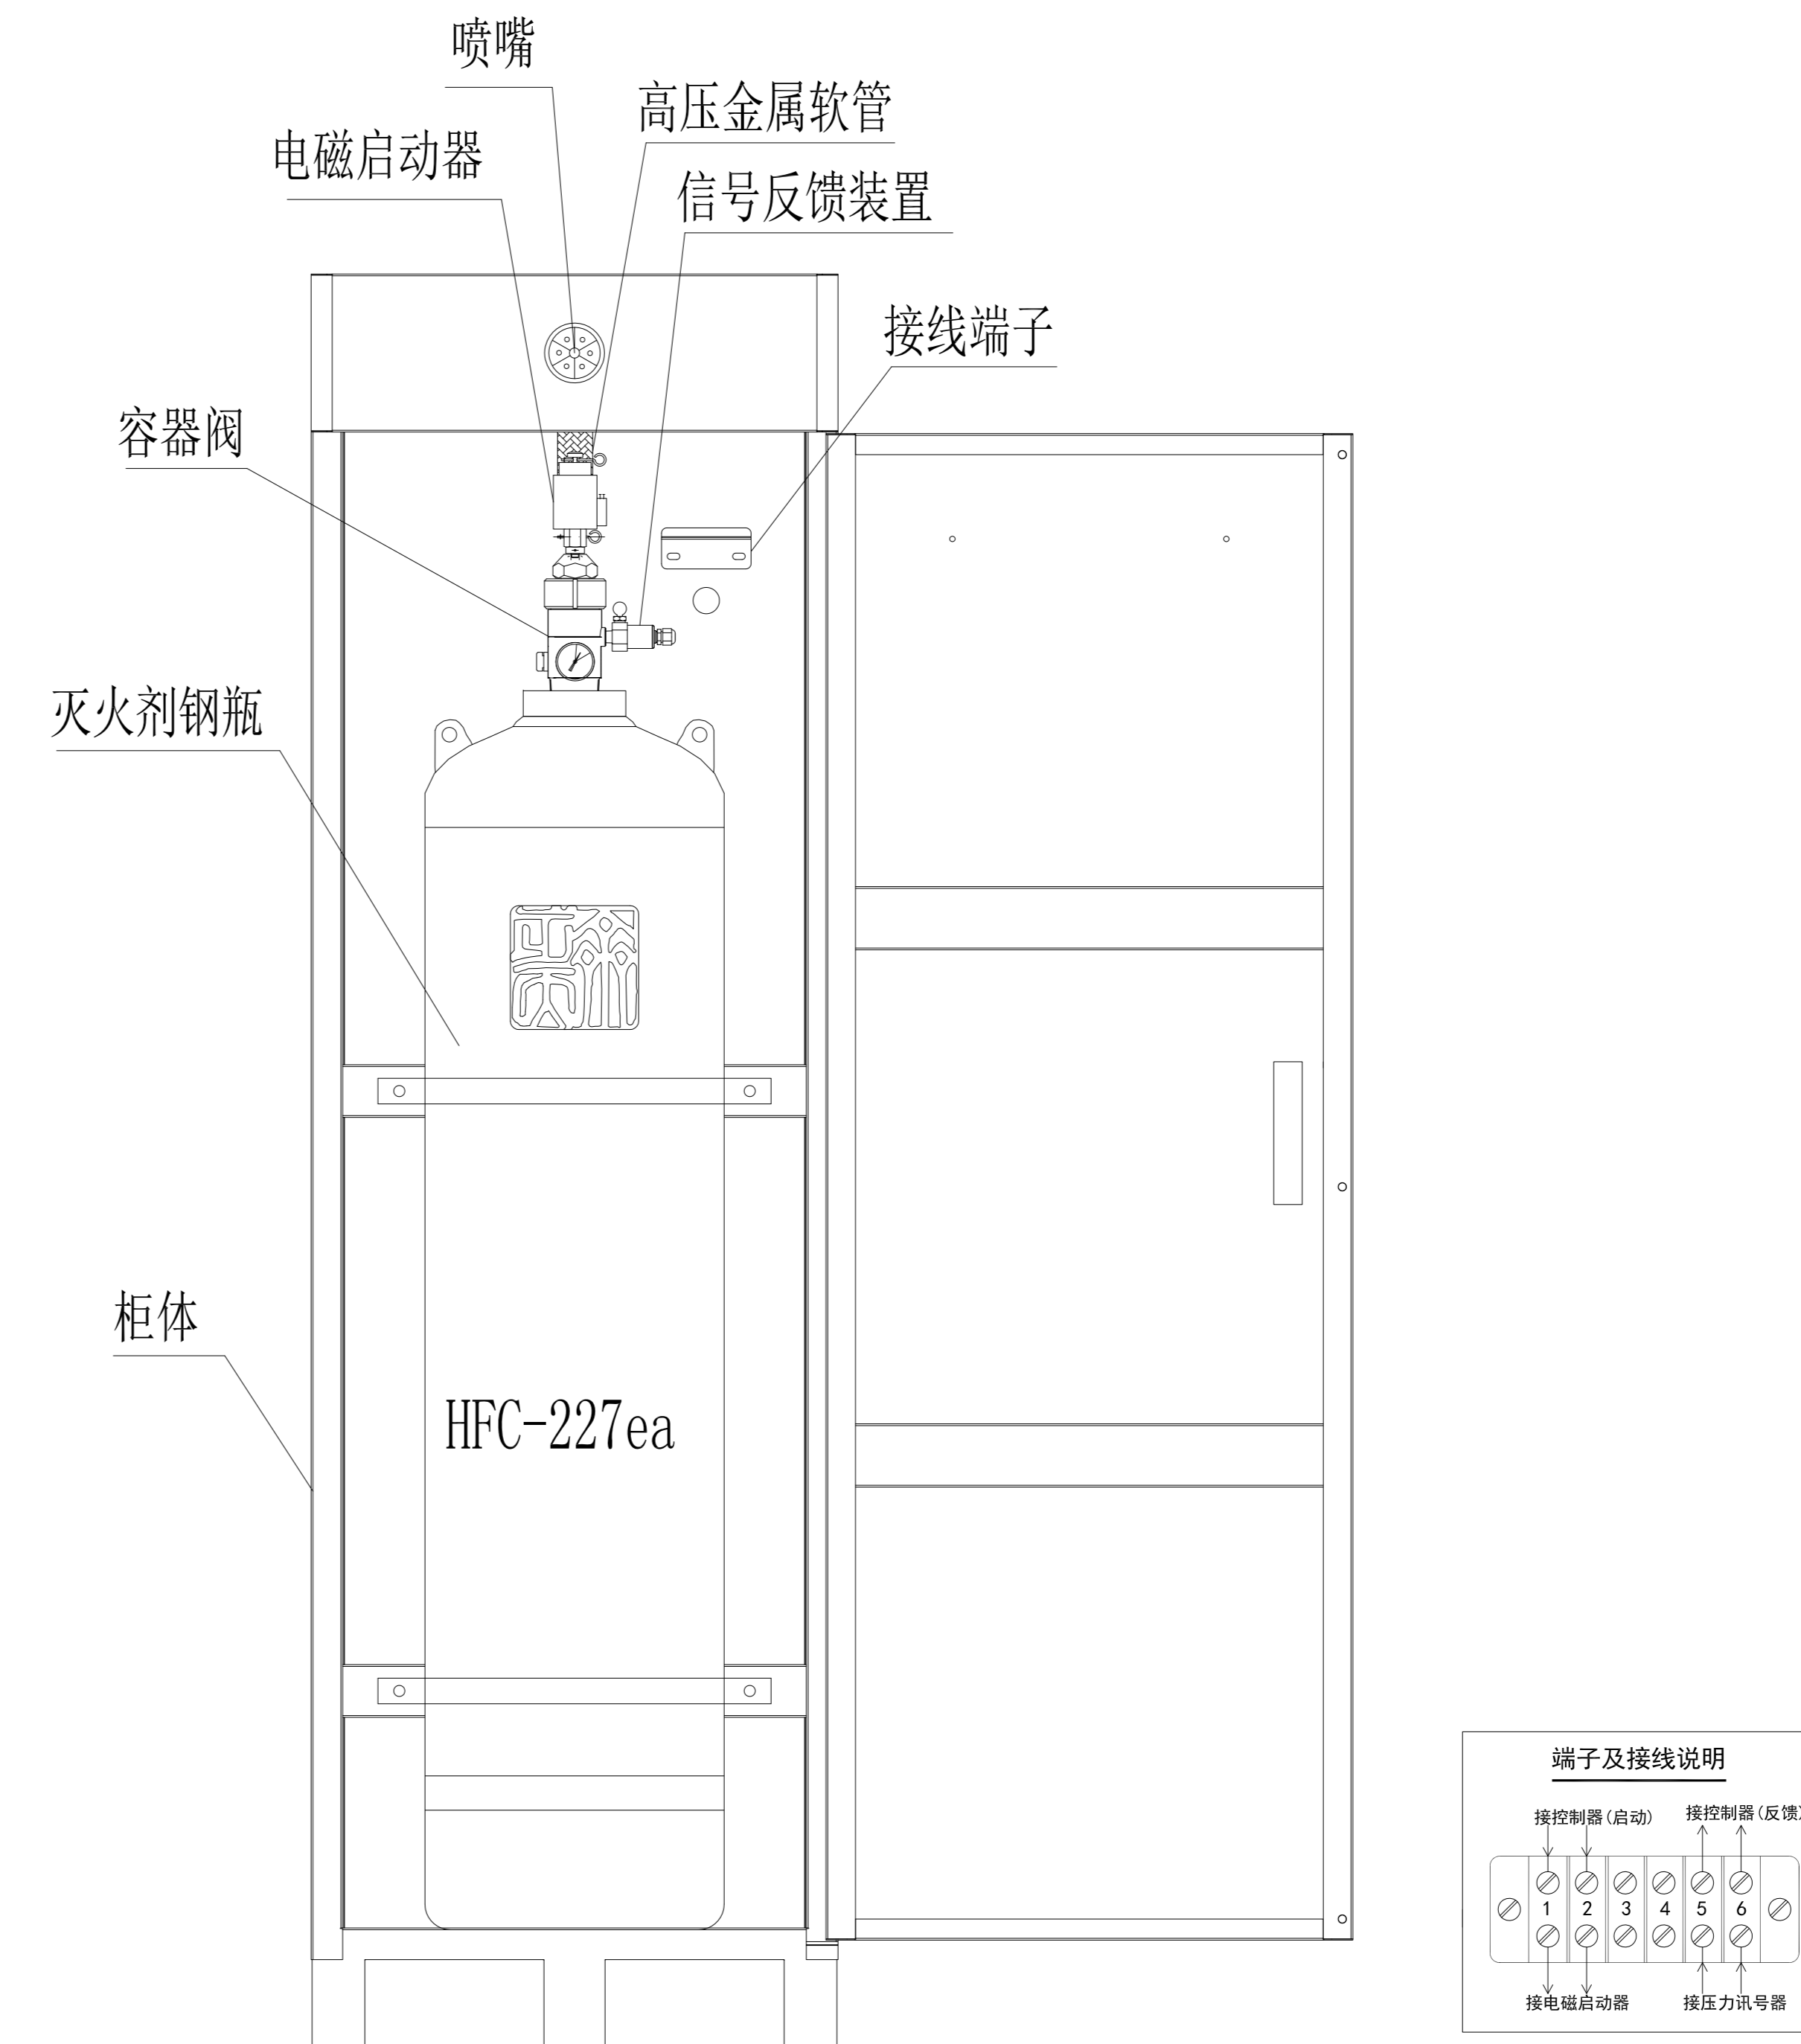 喷嘴
高压金属软管
电磁启动器
信号反馈装置
接线端子
容器阀
灭火剂钢瓶
柜体
HFC-227ea
端子及接线说明
接控制器(启动) 接控制器(反馈)
1 2 3 4 5 6
接电磁启动器 接压力讯号器